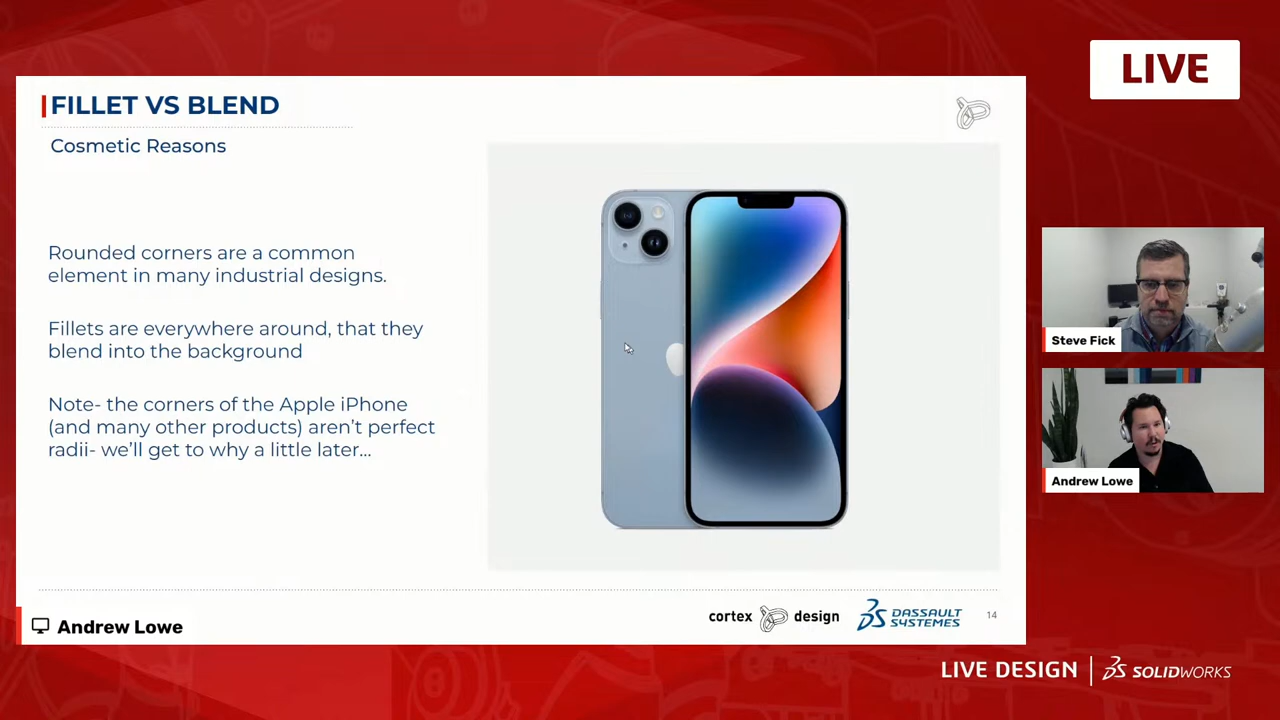 LIVE
FILLET VS BLEND
Cosmetic Reasons
Rounded corners are a common
element in many industrial designs.
Fillets are everywhere around, that they
blend into the background
Note- the corners of the Apple iPhone
(and many other products) aren’t perfect
radii- we’ll get to why a little later...
Steve Fick
Andrew Lowe
cortex design
DASSAULT
SYSTEMES
14
Andrew Lowe
LIVE DESIGN
SOLIDWORKS